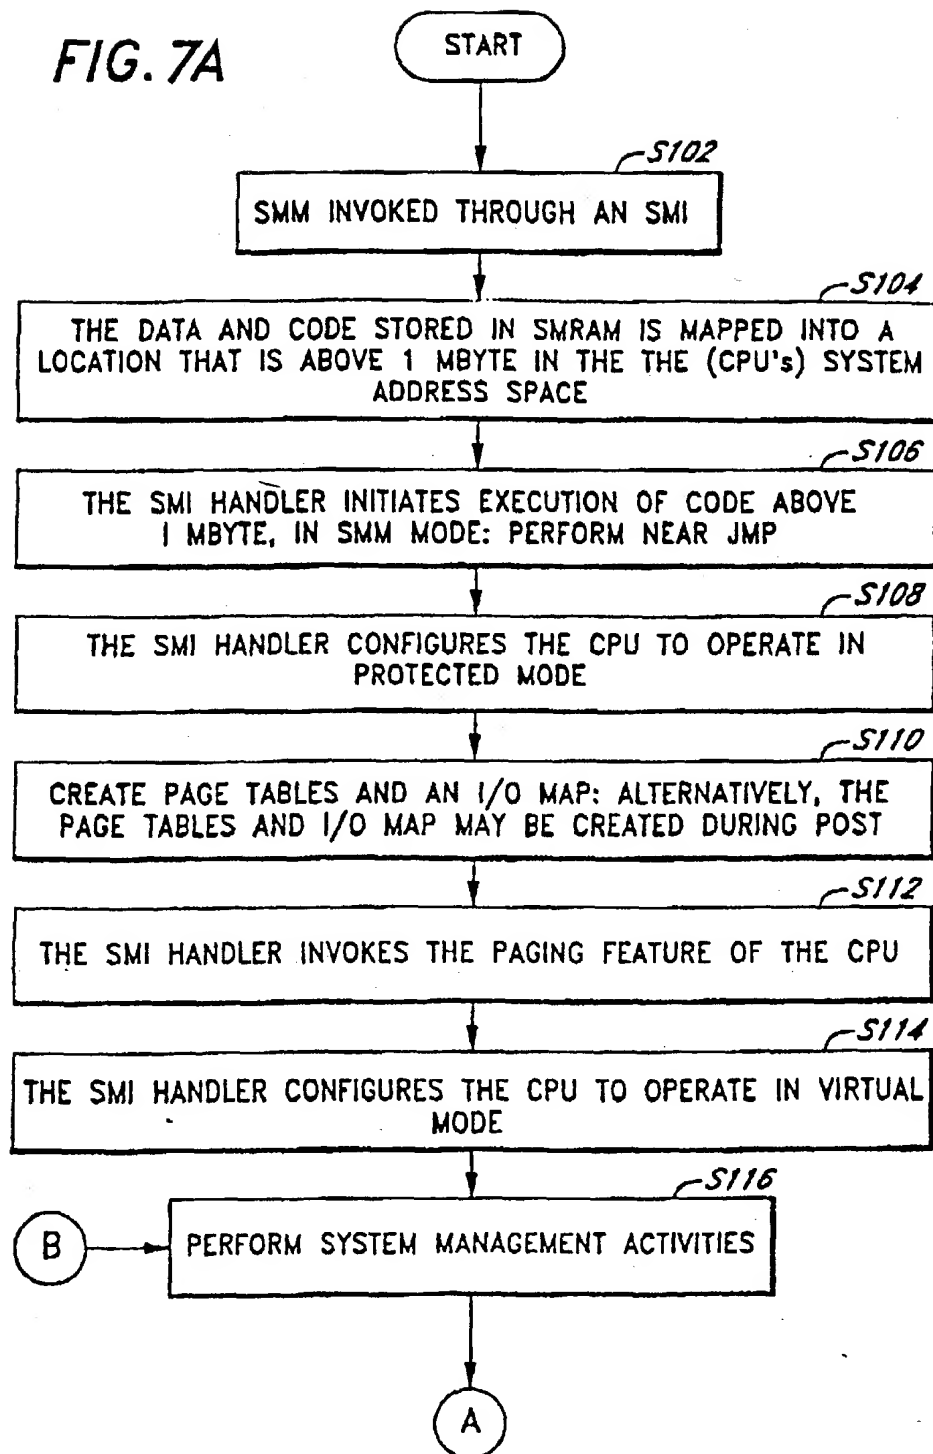 FIG. 7A
START
S102
SMM INVOKED THROUGH AN SMI
S104
THE DATA AND CODE STORED IN SMRAM IS MAPPED INTO A
LOCATION THAT IS ABOVE 1 MBYTE IN THE THE (CPU's) SYSTEM
ADDRESS SPACE
S106
THE SMI HANDLER INITIATES EXECUTION OF CODE ABOVE
1 MBYTE, IN SMM MODE: PERFORM NEAR JMP
S108
THE SMI HANDLER CONFIGURES THE CPU TO OPERATE IN
PROTECTED MODE
S110
CREATE PAGE TABLES AND AN I/O MAP: ALTERNATIVELY, THE
PAGE TABLES AND I/O MAP MAY BE CREATED DURING POST
S112
THE SMI HANDLER INVOKES THE PAGING FEATURE OF THE CPU
S114
THE SMI HANDLER CONFIGURES THE CPU TO OPERATE IN VIRTUAL
MODE
S116
B
PERFORM SYSTEM MANAGEMENT ACTIVITIES
A